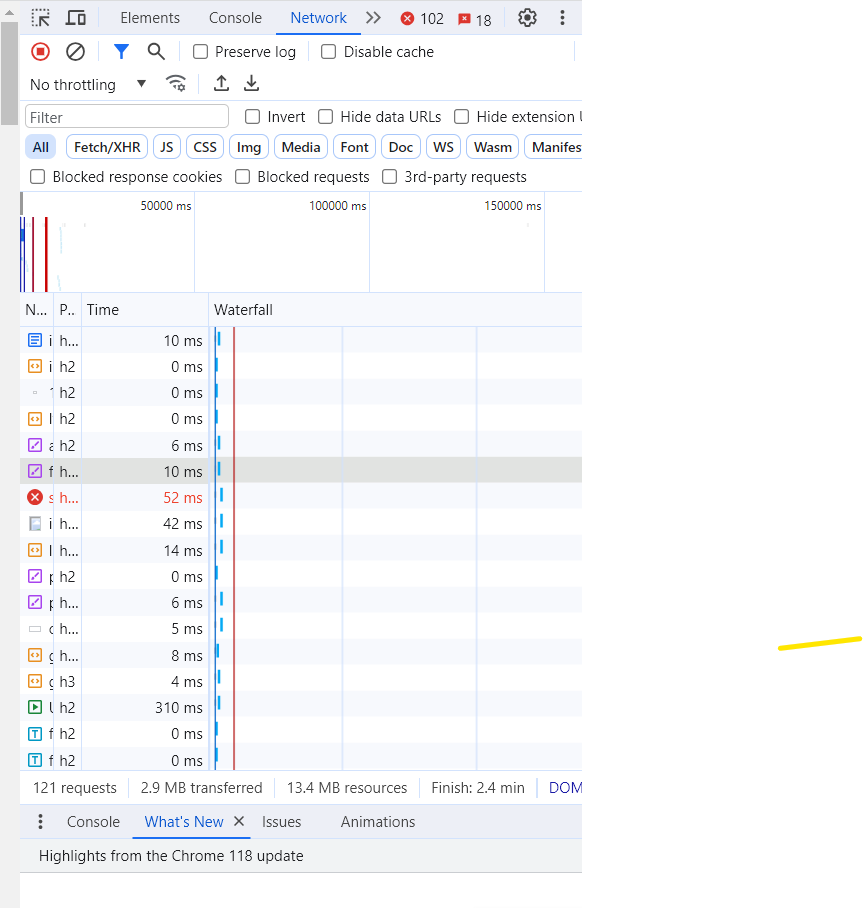 Elements Console Network 102 18
Preserve log Disable cache
No throttling
Filter Invert Hide data URLs Hide extension
All Fetch/XHR JS CSS Img Media Font Doc WS Wasm Manifes
Blocked response cookies Blocked requests 3rd-party requests
50000 ms 100000 ms 150000 ms
N... P.. Time Waterfall
i h... 10 ms
i h2 0 ms
h2 0 ms
h2 0 ms
a h2 6 ms
f h... 10 ms
s h... 52 ms
i h... 42 ms
l h... 14 ms
p h2 0 ms
p h... 6 ms
c h... 5 ms
g h... 8 ms
g h3 4 ms
h2 310 ms
f h2 0 ms
f h2 0 ms
121 requests 2.9 MB transferred 13.4 MB resources Finish: 2.4 min DOM
Console What's New Issues Animations
Highlights from the Chrome 118 update